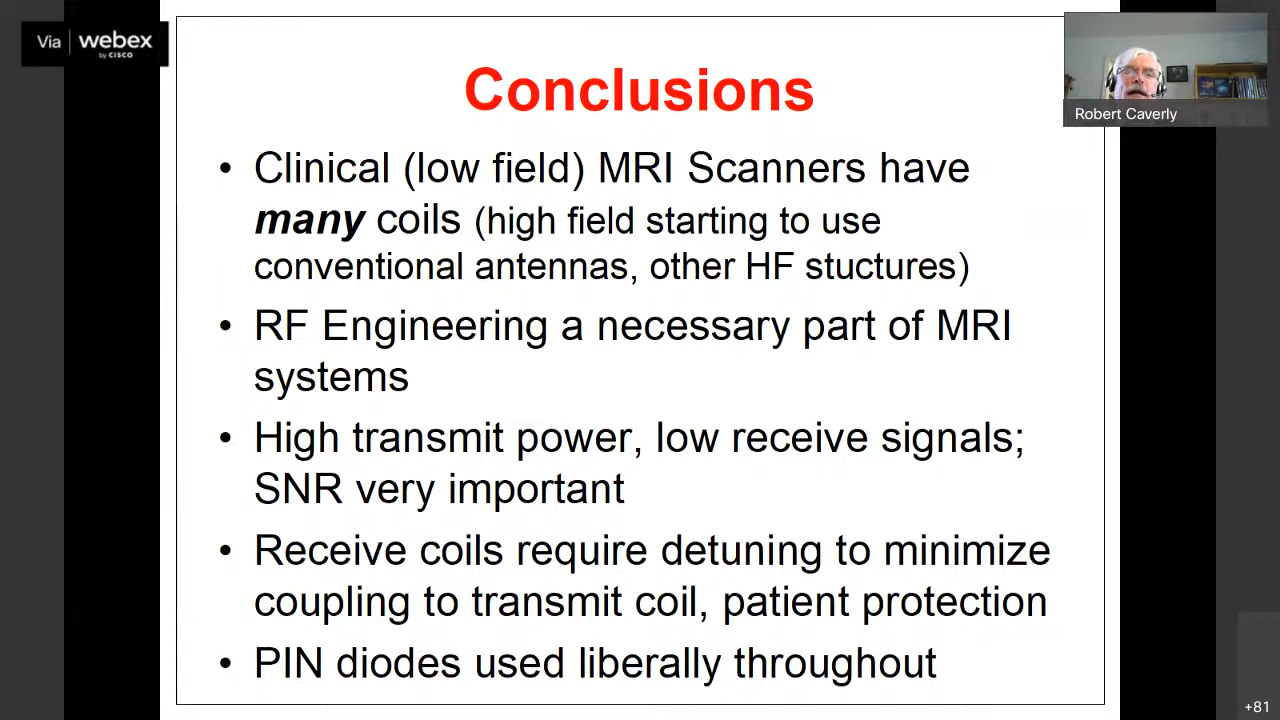 Via webex
by CISCO
Conclusions
Robert Caverly
• Clinical (low field) MRI Scanners have
many coils (high field starting to use
conventional antennas, other HF stuctures)
• RF Engineering a necessary part of MRI
systems
• High transmit power, low receive signals;
SNR very important
• Receive coils require detuning to minimize
coupling to transmit coil, patient protection
• PIN diodes used liberally throughout
+81